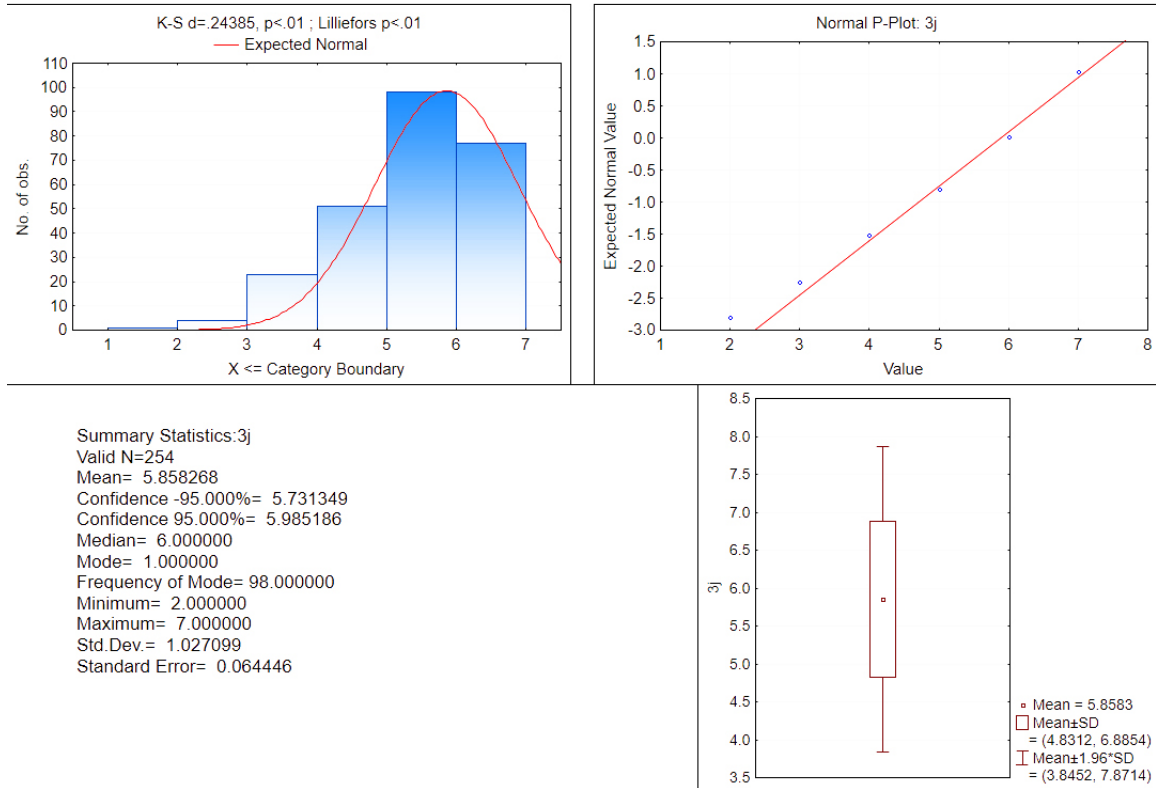 K-S d=.24385, p<.01 ; Lilliefors p<.01
Expected Normal
110
100
90
80
70
60
50
40
30
20
10
0
No. of obs.
1 2 3 4 5 6 7
X <= Category Boundary
Normal P-Plot: 3j
1.5
1.0
0.5
0.0
-0.5
-1.0
-1.5
-2.0
-2.5
-3.0
Expected Normal Value
1 2 3 4 5 6 7 8
Value
Summary Statistics:3j
Valid N=254
Mean= 5.858268
Confidence -95.000%= 5.731349
Confidence 95.000%= 5.985186
Median= 6.000000
Mode= 1.000000
Frequency of Mode= 98.000000
Minimum= 2.000000
Maximum= 7.000000
Std.Dev.= 1.027099
Standard Error= 0.064446
8.5
8.0
7.5
7.0
6.5
6.0
5.5
5.0
4.5
4.0
3.5
3j
Mean = 5.8583
Mean±SD
= (4.8312, 6.8854)
Mean±1.96*SD
= (3.8452, 7.8714)